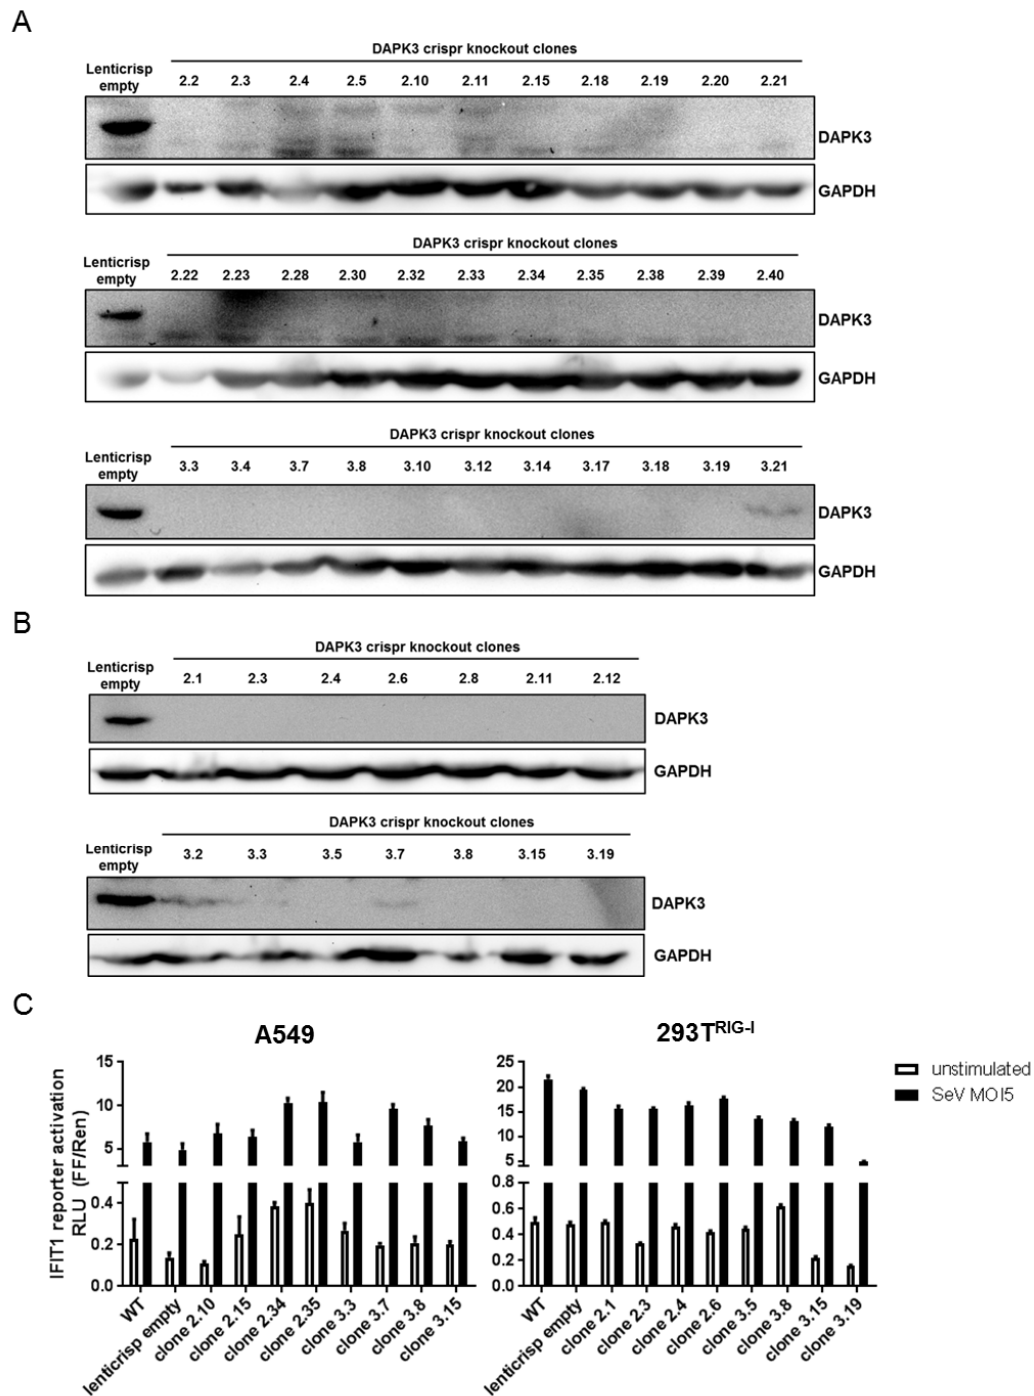 A
DAPK3 crispr knockout clones
Lenticrisp
empty
2.2 2.3 2.4 2.5 2.10 2.11 2.15 2.18 2.19 2.20 2.21
DAPK3
GAPDH
DAPK3 crispr knockout clones
Lenticrisp
empty
2.22 2.23 2.28 2.30 2.32 2.33 2.34 2.35 2.38 2.39 2.40
DAPK3
GAPDH
DAPK3 crispr knockout clones
Lenticrisp
empty
3.3 3.4 3.7 3.8 3.10 3.12 3.14 3.17 3.18 3.19 3.21
DAPK3
GAPDH
B
DAPK3 crispr knockout clones
Lenticrisp
empty
2.1 2.3 2.4 2.6 2.8 2.11 2.12
DAPK3
GAPDH
DAPK3 crispr knockout clones
Lenticrisp
empty
3.2 3.3 3.5 3.7 3.8 3.15 3.19
DAPK3
GAPDH
C
A549
293T^RIG-I
unstimulated
SeV MOI5
IFIT1 reporter activation
RLU (FF/Ren)
15
10
5
0.4
0.2
0.0
WT
lenticrisp empty
clone 2.10
clone 2.15
clone 2.34
clone 2.35
clone 3.3
clone 3.7
clone 3.8
clone 3.15
25
20
15
10
5
0.8
0.6
0.4
0.2
0.0
WT
lenticrisp empty
clone 2.1
clone 2.3
clone 2.4
clone 2.6
clone 3.5
clone 3.8
clone 3.15
clone 3.19